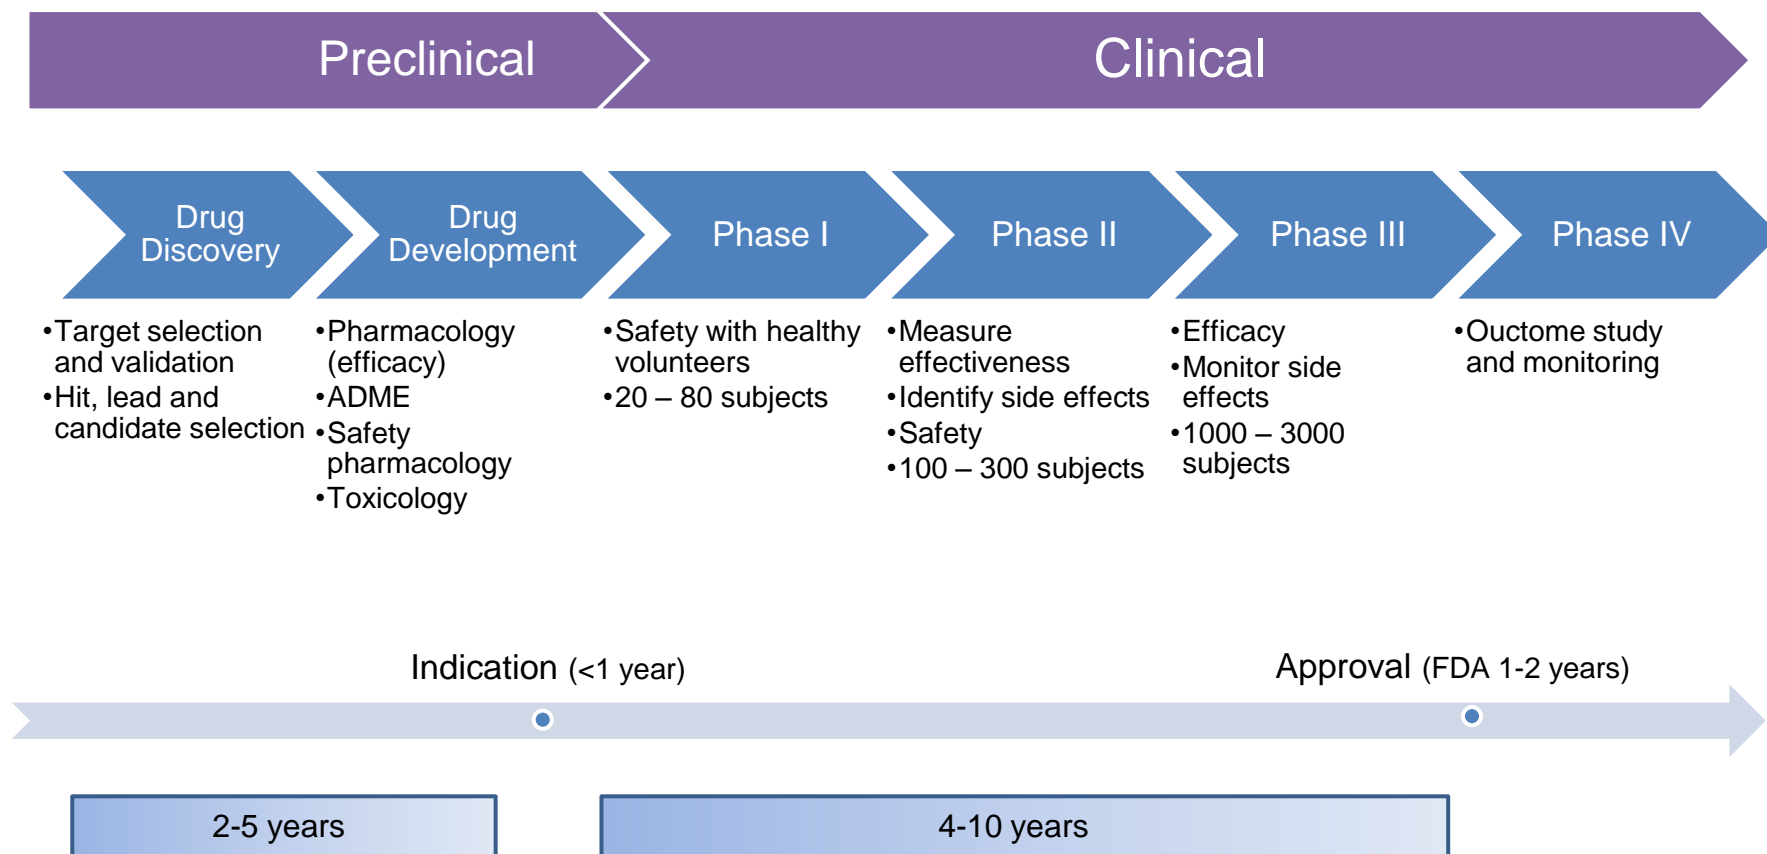 Preclinical
Clinical
Drug
Discovery
Drug
Development
Phase I
Phase II
Phase III
Phase IV
•Target selection
and validation
•Hit, lead and
candidate selection
•Pharmacology
(efficacy)
•ADME
•Safety
pharmacology
•Toxicology
•Safety with healthy
volunteers
•20 – 80 subjects
•Measure
effectiveness
•Identify side effects
•Safety
•100 – 300 subjects
•Efficacy
•Monitor side
effects
•1000 – 3000
subjects
•Ouctome study
and monitoring
Indication (<1 year)
Approval (FDA 1-2 years)
2-5 years
4-10 years